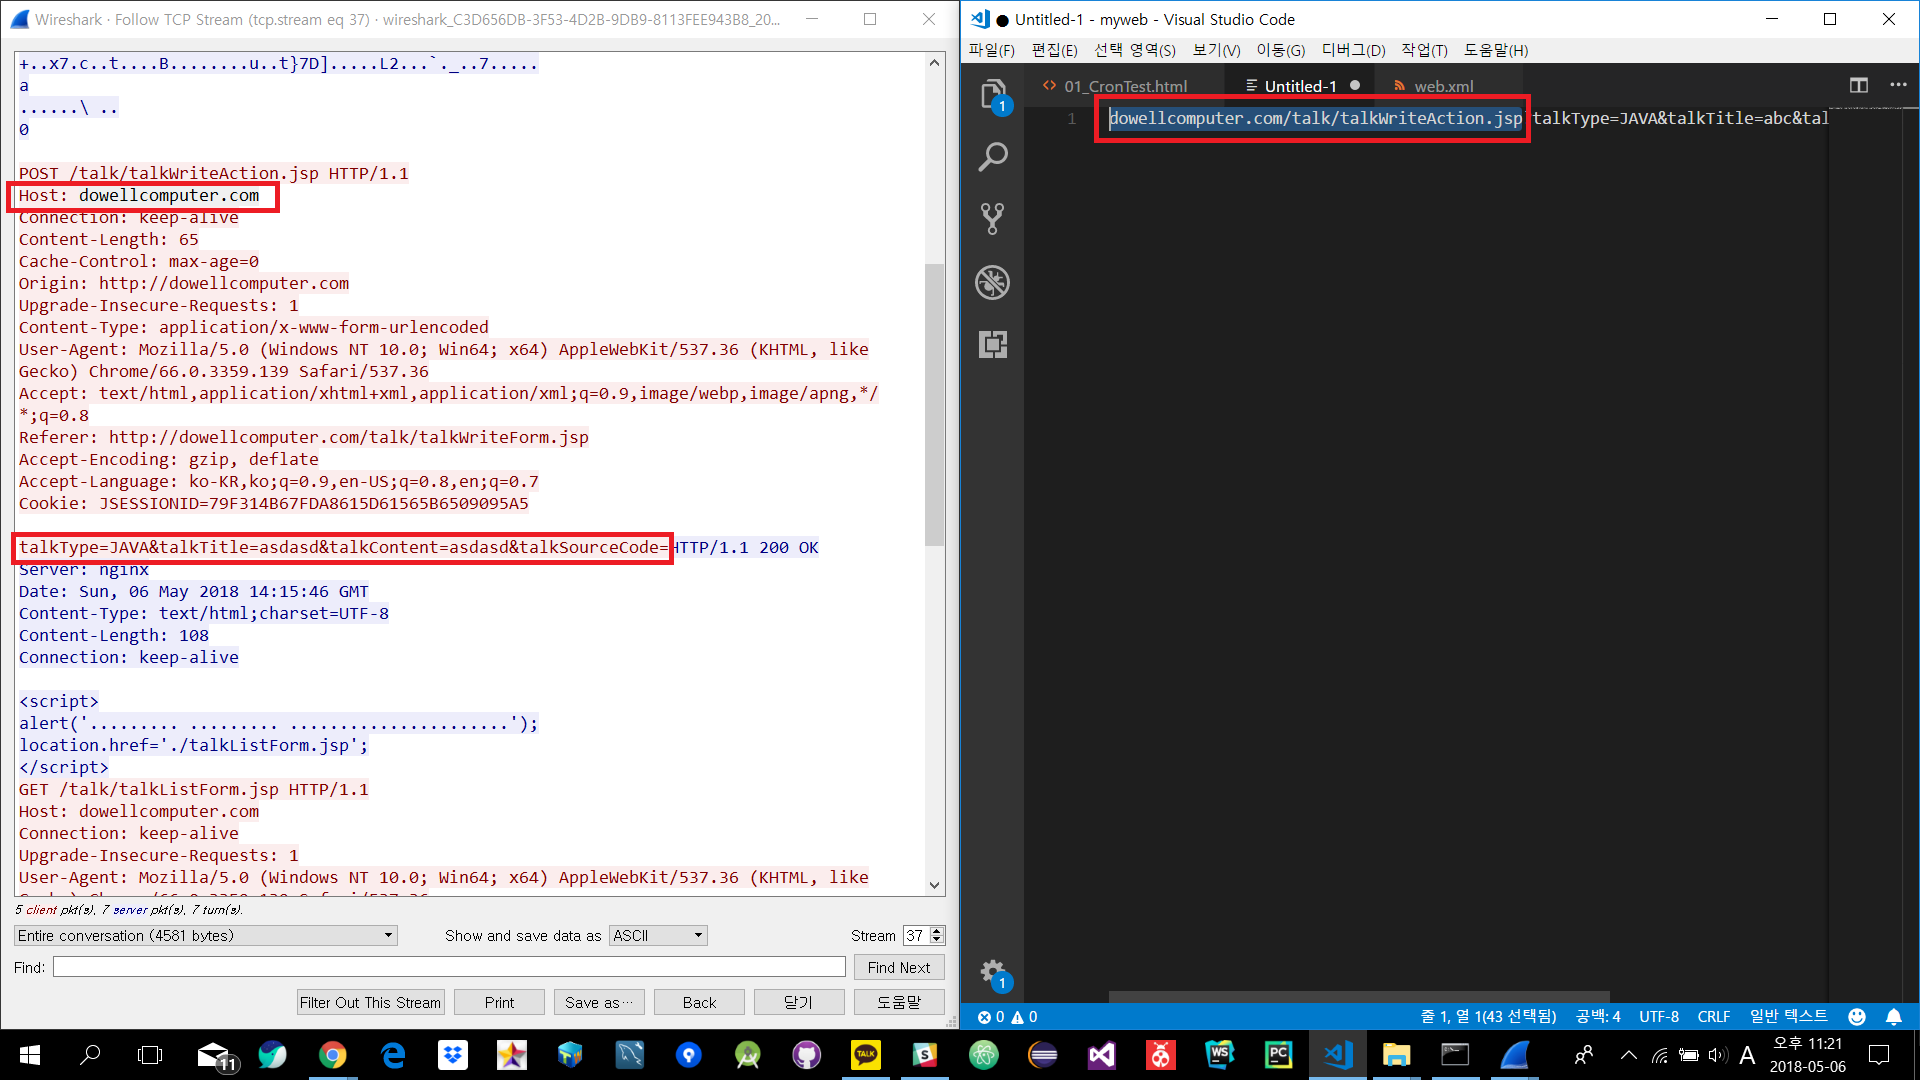 Wireshark · Follow TCP Stream (tcp.stream eq 37) · wireshark_C3D656DB-3F53-4D2B-9DB9-8113FEE943B8_20...
+..x7.c..t....B........u..t}7D].....L2...`._..7.....
a
......\ ..
0
POST /talk/talkWriteAction.jsp HTTP/1.1
Host: dowellcomputer.com
Connection: keep-alive
Content-Length: 65
Cache-Control: max-age=0
Origin: http://dowellcomputer.com
Upgrade-Insecure-Requests: 1
Content-Type: application/x-www-form-urlencoded
User-Agent: Mozilla/5.0 (Windows NT 10.0; Win64; x64) AppleWebKit/537.36 (KHTML, like
Gecko) Chrome/66.0.3359.139 Safari/537.36
Accept: text/html,application/xhtml+xml,application/xml;q=0.9,image/webp,image/apng,*/
*;q=0.8
Referer: http://dowellcomputer.com/talk/talkWriteForm.jsp
Accept-Encoding: gzip, deflate
Accept-Language: ko-KR,ko;q=0.9,en-US;q=0.8,en;q=0.7
Cookie: JSESSIONID=79F314B67FDA8615D61565B6509095A5
talkType=JAVA&talkTitle=asdasd&talkContent=asdasd&talkSourceCode=HTTP/1.1 200 OK
Server: nginx
Date: Sun, 06 May 2018 14:15:46 GMT
Content-Type: text/html;charset=UTF-8
Content-Length: 108
Connection: keep-alive
<script>
alert('......... ......... ......................');
location.href='./talkListForm.jsp';
</script>
GET /talk/talkListForm.jsp HTTP/1.1
Host: dowellcomputer.com
Connection: keep-alive
Upgrade-Insecure-Requests: 1
User-Agent: Mozilla/5.0 (Windows NT 10.0; Win64; x64) AppleWebKit/537.36 (KHTML, like
5 client pkt(s), 7 server pkt(s), 7 turn(s).
Entire conversation (4581 bytes)
Show and save data as ASCII
Stream 37
Find:
Find Next
Filter Out This Stream
Print
Save as…
Back
닫기
도움말
● Untitled-1 - myweb - Visual Studio Code
파일(F) 편집(E) 선택 영역(S) 보기(V) 이동(G) 디버그(D) 작업(T) 도움말(H)
01_CronTest.html
Untitled-1
web.xml
1
1 dowellcomputer.com/talk/talkWriteAction.jsp talkType=JAVA&talkTitle=abc&tal
1
0 0
줄 1, 열 1(43 선택됨) 공백: 4 UTF-8 CRLF 일반 텍스트
11
TALK
WS
PC
A
오후 11:21
2018-05-06